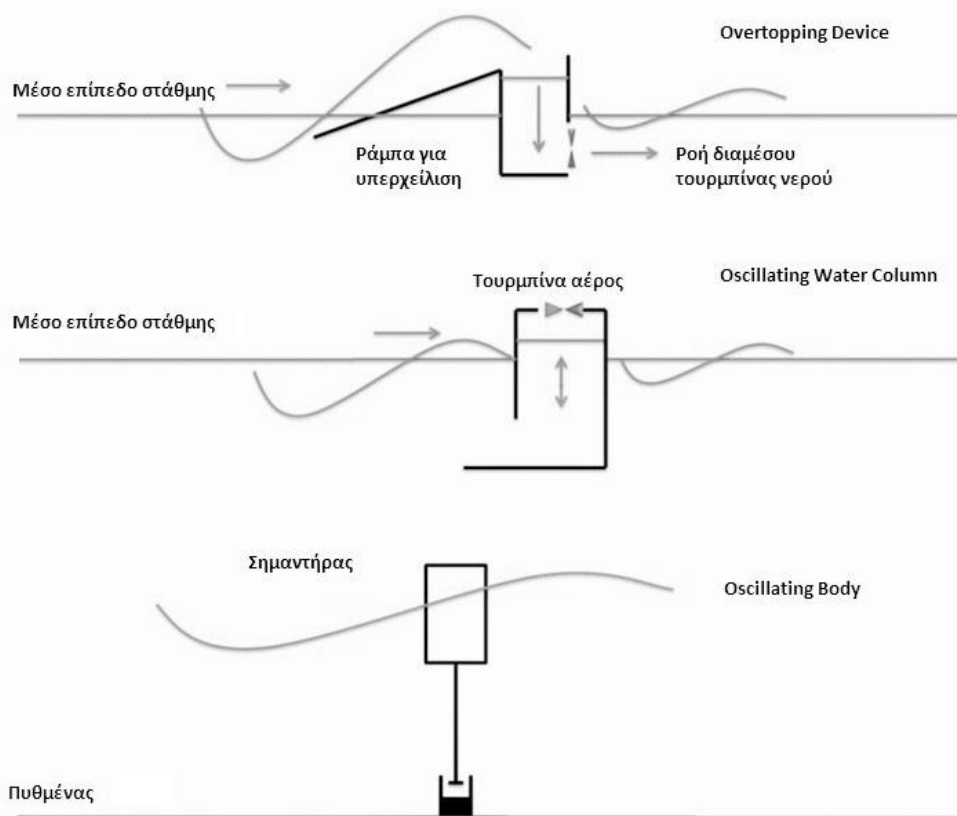 Overtopping Device
Μέσο επίπεδο στάθμης
Ράμπα για
υπερχείλιση
Ροή διαμέσου
τουρμπίνας νερού
Τουρμπίνα αέρος
Oscillating Water Column
Μέσο επίπεδο στάθμης
Σημαντήρας
Oscillating Body
Πυθμένας